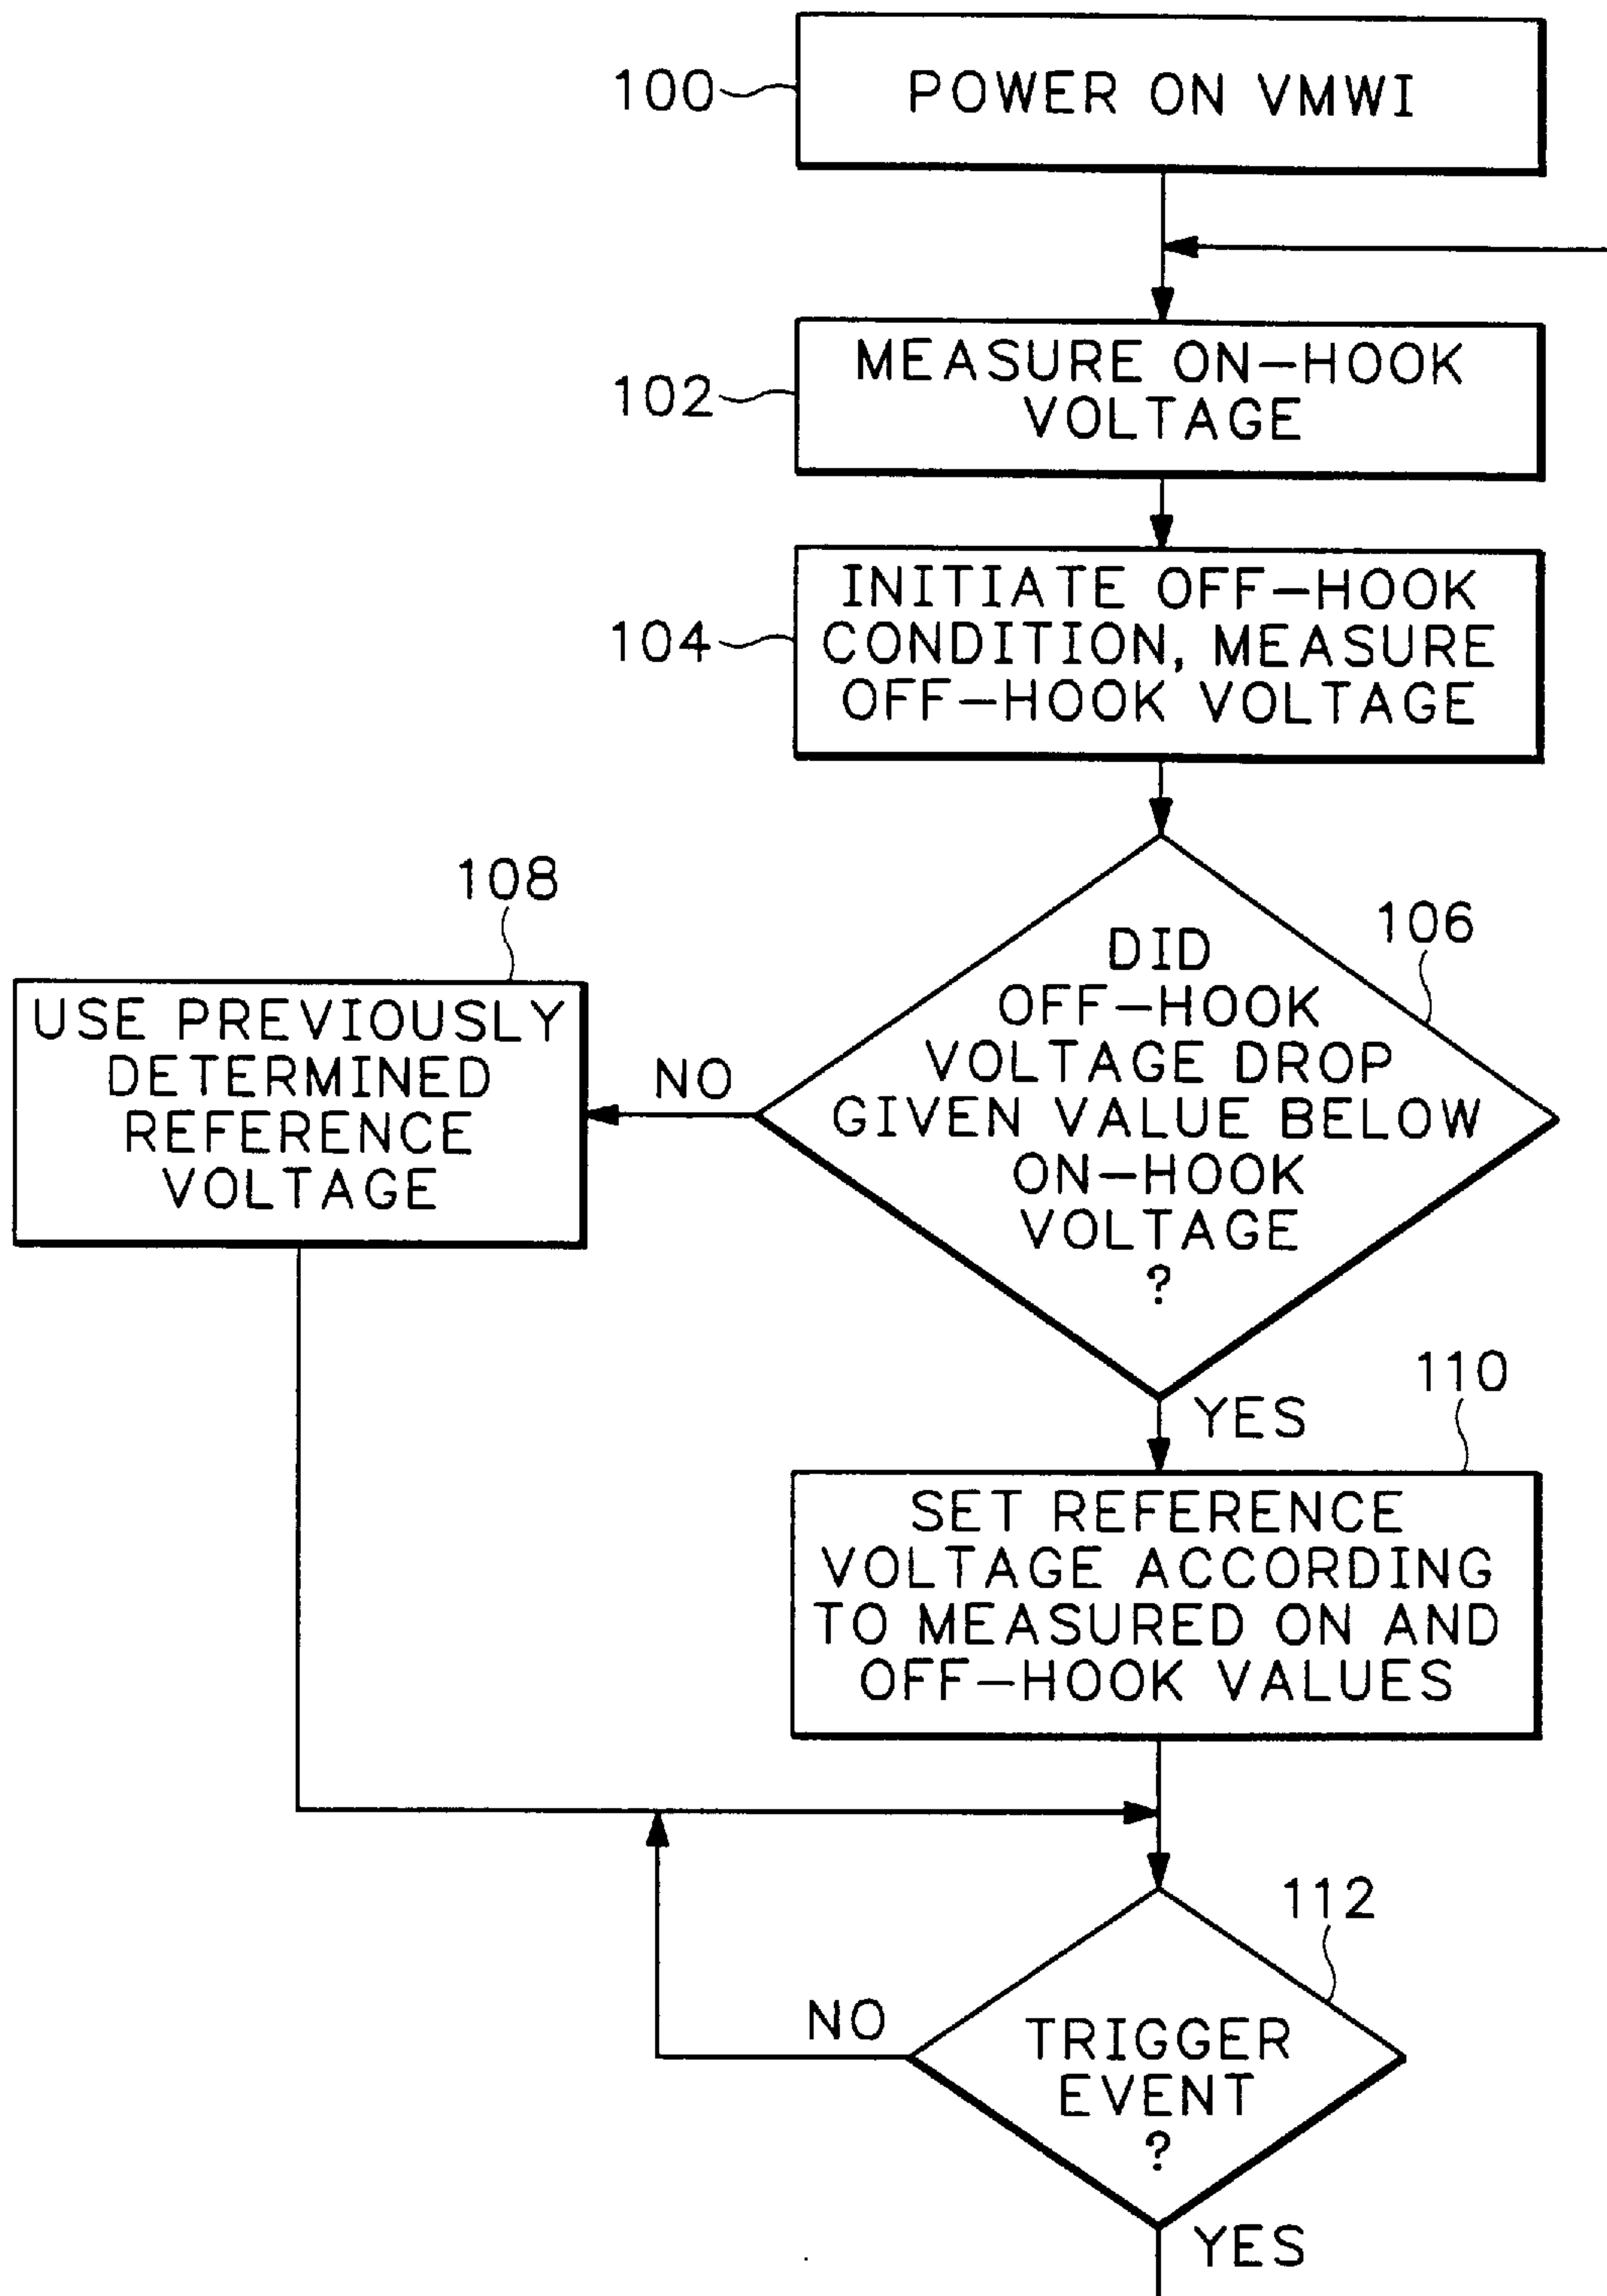 100
POWER ON VMWI
102
MEASURE ON-HOOK
VOLTAGE
104
INITIATE OFF-HOOK
CONDITION, MEASURE
OFF-HOOK VOLTAGE
106
DID
OFF-HOOK
VOLTAGE DROP
GIVEN VALUE BELOW
ON-HOOK
VOLTAGE
?
NO
108
USE PREVIOUSLY
DETERMINED
REFERENCE
VOLTAGE
YES
110
SET REFERENCE
VOLTAGE ACCORDING
TO MEASURED ON AND
OFF-HOOK VALUES
112
TRIGGER
EVENT
?
NO
YES